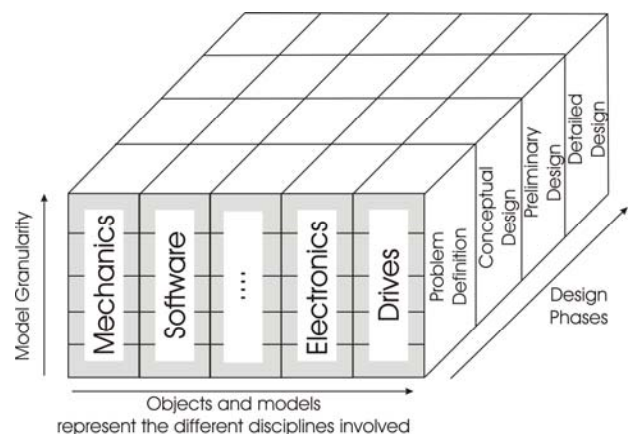 Model Granularity
Mechanics
Software
....
Electronics
Drives
Problem
Definition
Conceptual
Design
Preliminary
Design
Detailed
Design
Design
Phases
Objects and models
represent the different disciplines involved